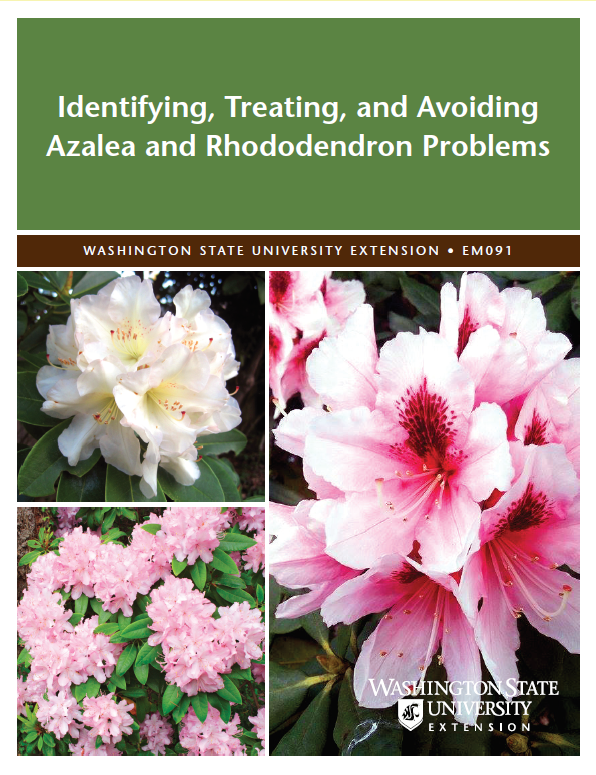 Identifying, Treating, and Avoiding
Azalea and Rhododendron Problems
WASHINGTON STATE UNIVERSITY EXTENSION • EM091
WASHINGTON STATE
UNIVERSITY
EXTENSION